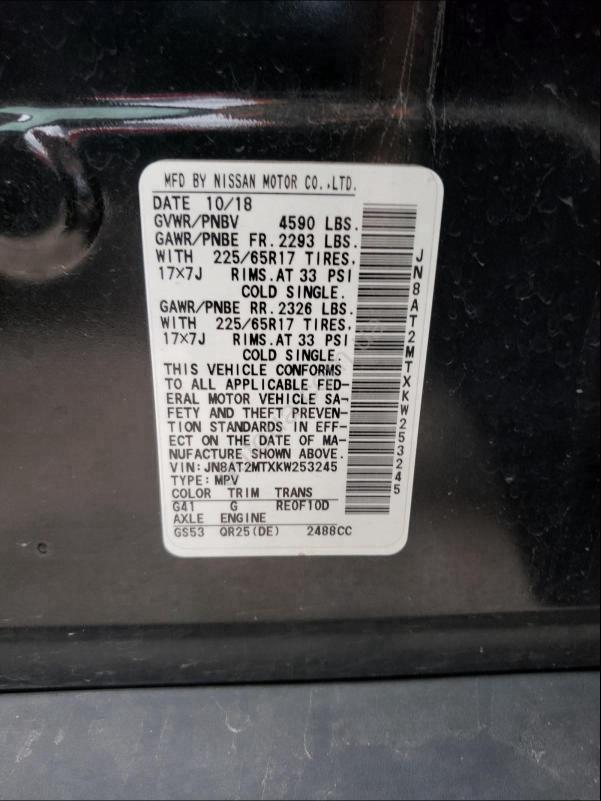 MFD BY NISSAN MOTOR CO.,LTD.
DATE 10/18
GVWR/PNBV 4590 LBS.
GAWR/PNBE FR.2293 LBS.
WITH 225/65R17 TIRES,
17×7J RIMS.AT 33 PSI
COLD SINGLE.
GAWR/PNBE RR.2326 LBS.
WITH 225/65R17 TIRES,
17×7J RIMS.AT 33 PSI
COLD SINGLE.
THIS VEHICLE CONFORMS
TO ALL APPLICABLE FED-
ERAL MOTOR VEHICLE SA-
FETY AND THEFT PREVEN-
TION STANDARDS IN EFF-
ECT ON THE DATE OF MA-
NUFACTURE SHOWN ABOVE.
VIN:JN8AT2MTXKW253245
TYPE:MPV
COLOR TRIM TRANS
G41 G RE0F10D
AXLE ENGINE
GS53 QR25(DE) 2488CC
JN8AT2MTXKW253245